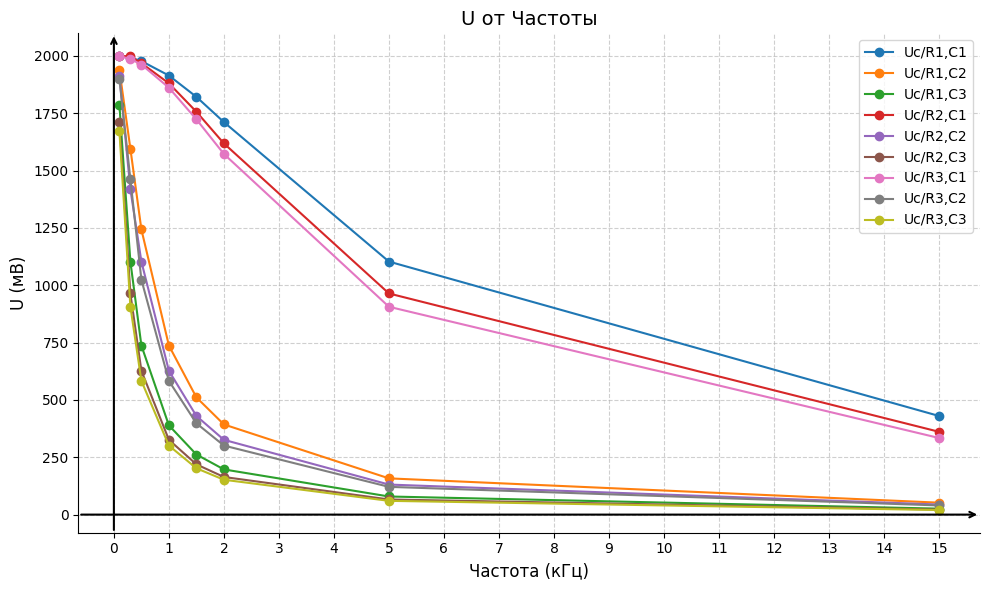 U от Частоты
U (мВ)
2000
1750
1500
1250
1000
750
500
250
0
Uc/R1,C1
Uc/R1,C2
Uc/R1,C3
Uc/R2,C1
Uc/R2,C2
Uc/R2,C3
Uc/R3,C1
Uc/R3,C2
Uc/R3,C3
0 1 2 3 4 5 6 7 8 9 10 11 12 13 14 15
Частота (кГц)